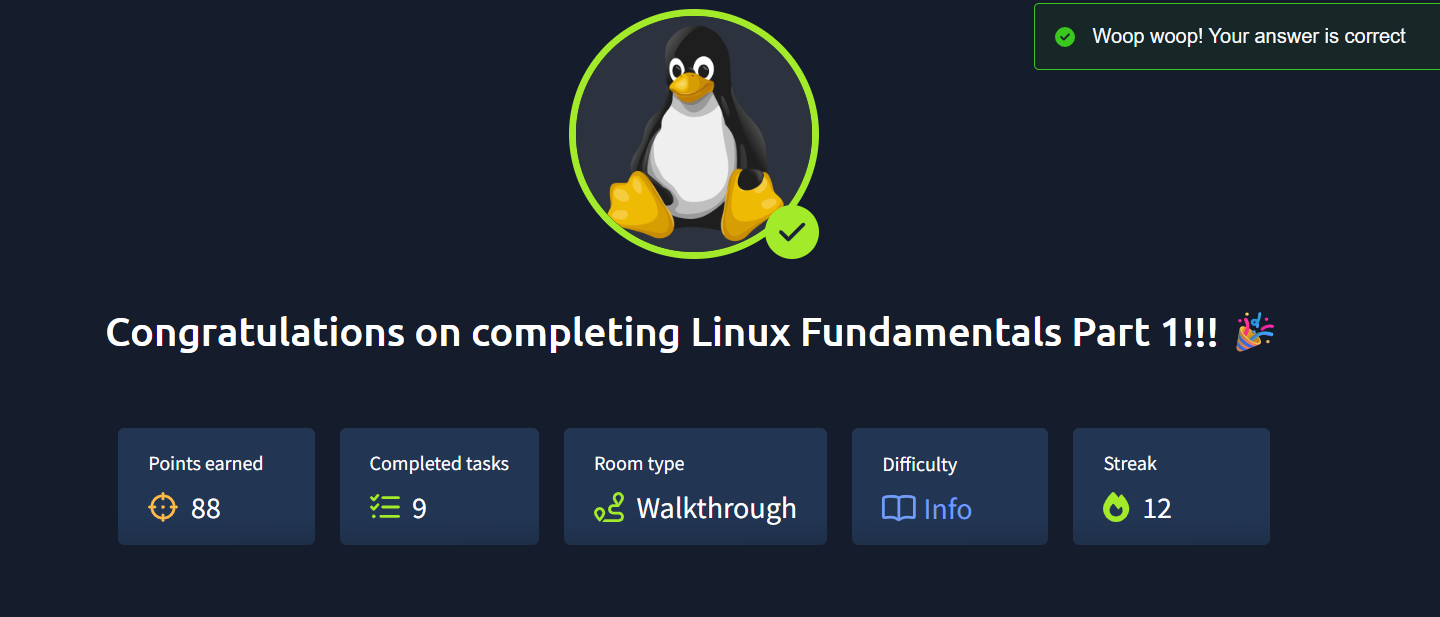 Woop woop! Your answer is correct
Congratulations on completing Linux Fundamentals Part 1!!! 🎉
Points earned
88
Completed tasks
9
Room type
Walkthrough
Difficulty
Info
Streak
12